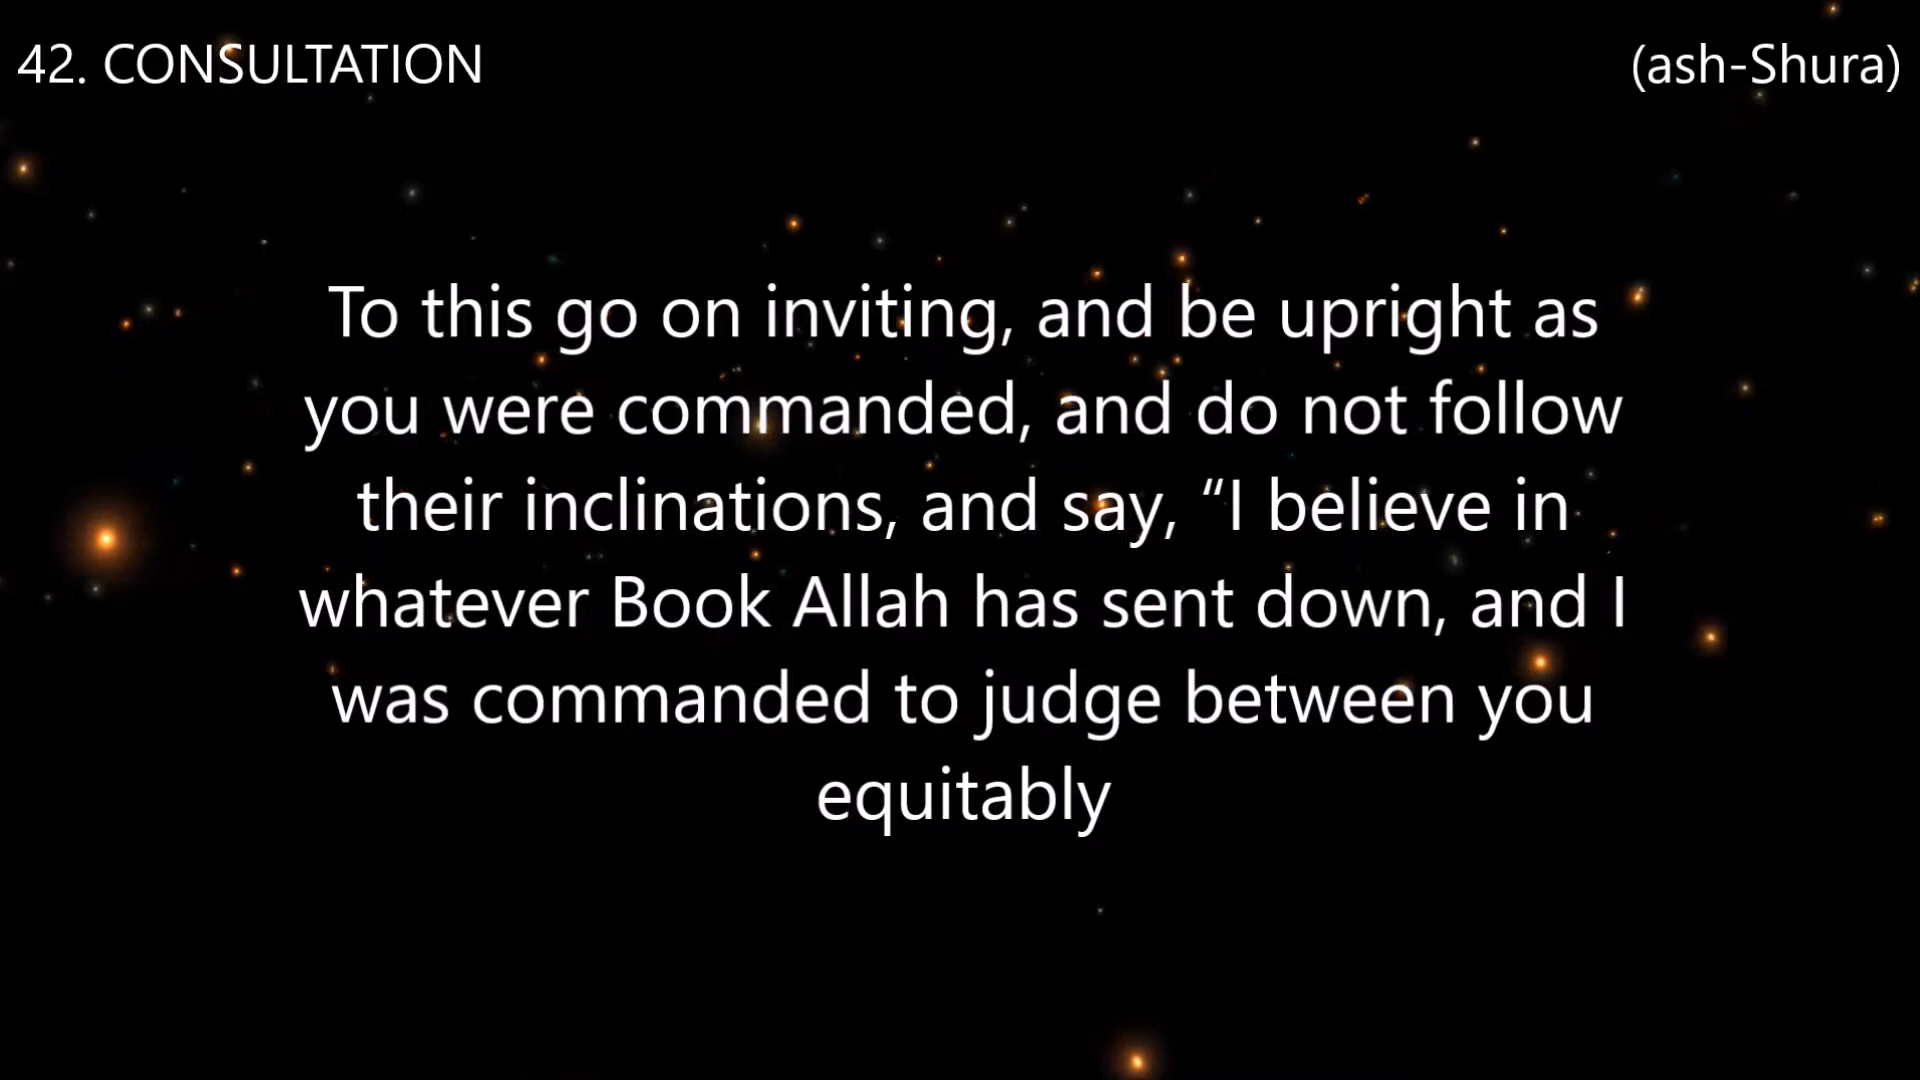 42. CONSULTATION
(ash-Shura)
To this go on inviting, and be upright as
you were commanded, and do not follow
their inclinations, and say, “I believe in
whatever Book Allah has sent down, and I
was commanded to judge between you
equitably